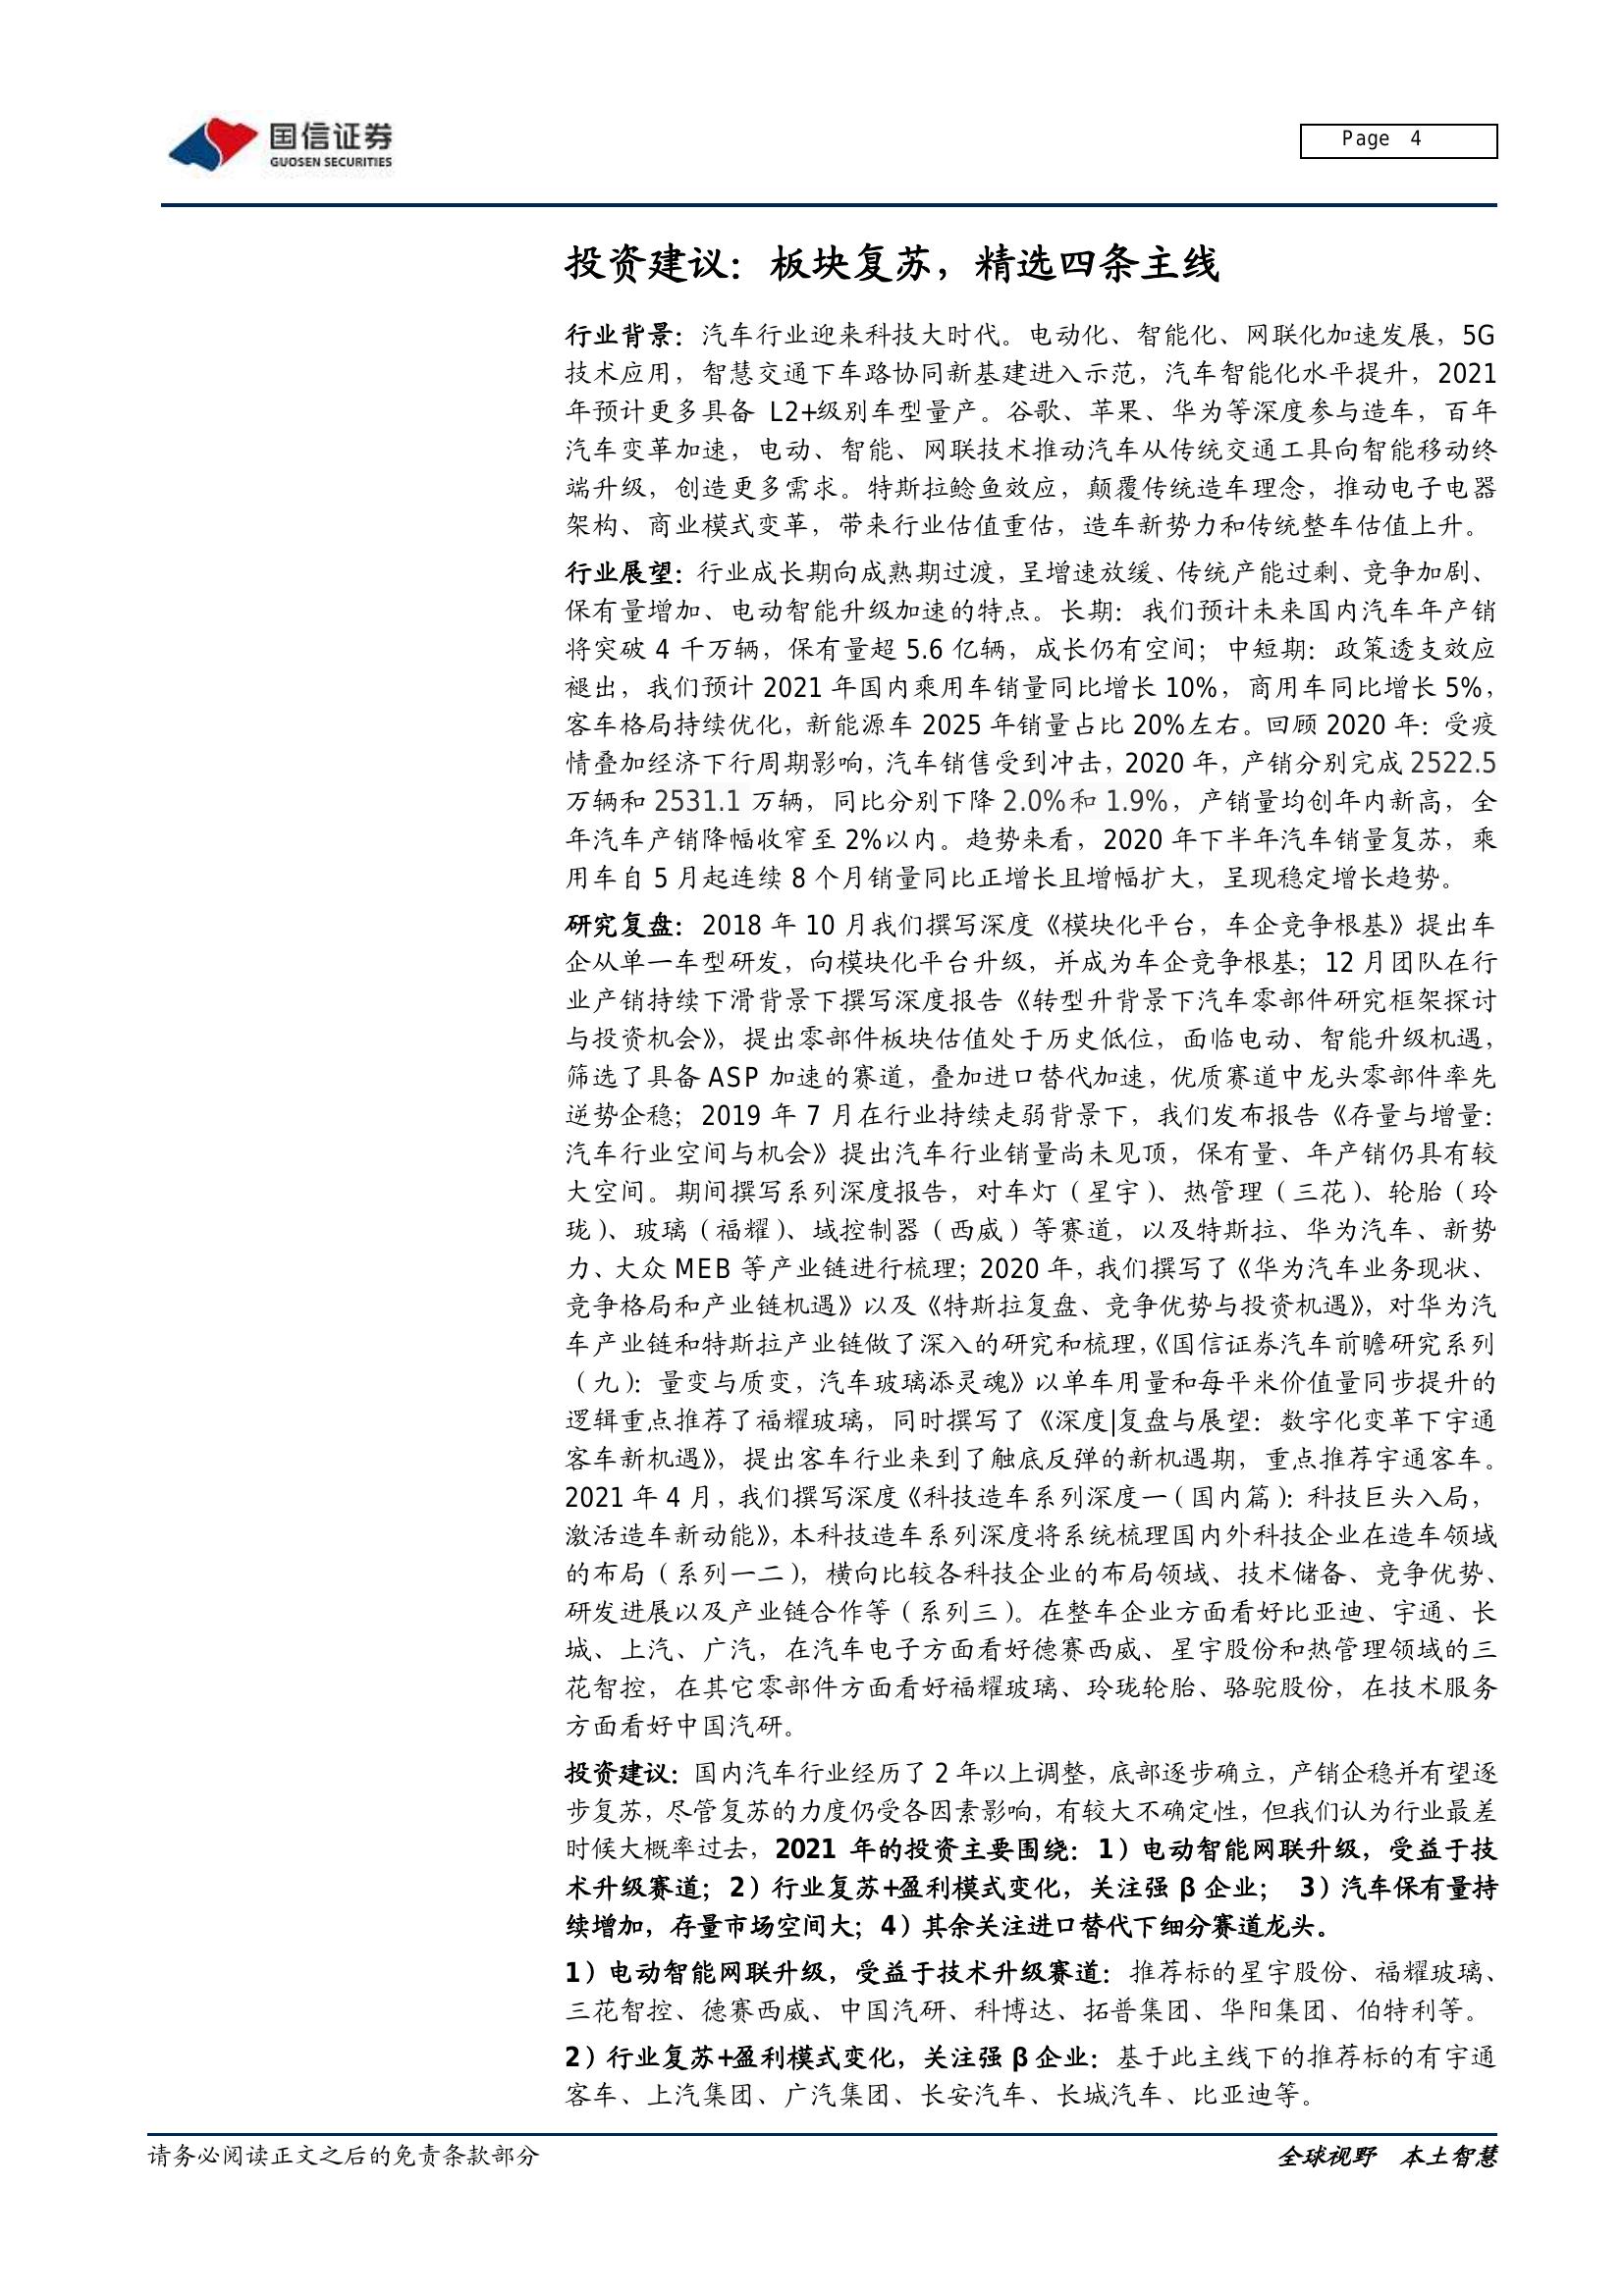 国信证券
GUOSEN SECURITIES
Page 4
投资建议：板块复苏，精选四条主线
行业背景：汽车行业迎来科技大时代。电动化、智能化、网联化加速发展，5G
技术应用，智慧交通下车路协同新基建进入示范，汽车智能化水平提升，2021
年预计更多具备 L2+级别车型量产。谷歌、苹果、华为等深度参与造车，百年
汽车变革加速，电动、智能、网联技术推动汽车从传统交通工具向智能移动终
端升级，创造更多需求。特斯拉鲶鱼效应，颠覆传统造车理念，推动电子电器
架构、商业模式变革，带来行业估值重估，造车新势力和传统整车估值上升。
行业展望：行业成长期向成熟期过渡，呈增速放缓、传统产能过剩、竞争加剧、
保有量增加、电动智能升级加速的特点。长期：我们预计未来国内汽车年产销
将突破 4 千万辆，保有量超 5.6 亿辆，成长仍有空间；中短期：政策透支效应
褪出，我们预计 2021 年国内乘用车销量同比增长 10%，商用车同比增长 5%，
客车格局持续优化，新能源车 2025 年销量占比 20%左右。回顾 2020 年：受疫
情叠加经济下行周期影响，汽车销售受到冲击，2020 年，产销分别完成 2522.5
万辆和 2531.1 万辆，同比分别下降 2.0%和 1.9%，产销量均创年内新高，全
年汽车产销降幅收窄至 2%以内。趋势来看，2020 年下半年汽车销量复苏，乘
用车自 5 月起连续 8 个月销量同比正增长且增幅扩大，呈现稳定增长趋势。
研究复盘：2018 年 10 月我们撰写深度《模块化平台，车企竞争根基》提出车
企从单一车型研发，向模块化平台升级，并成为车企竞争根基；12 月团队在行
业产销持续下滑背景下撰写深度报告《转型升背景下汽车零部件研究框架探讨
与投资机会》，提出零部件板块估值处于历史低位，面临电动、智能升级机遇，
筛选了具备 ASP 加速的赛道，叠加进口替代加速，优质赛道中龙头零部件率先
逆势企稳；2019 年 7 月在行业持续走弱背景下，我们发布报告《存量与增量：
汽车行业空间与机会》提出汽车行业销量尚未见顶，保有量、年产销仍具有较
大空间。期间撰写系列深度报告，对车灯（星宇）、热管理（三花）、轮胎（玲
珑）、玻璃（福耀）、域控制器（西威）等赛道，以及特斯拉、华为汽车、新势
力、大众 MEB 等产业链进行梳理；2020 年，我们撰写了《华为汽车业务现状、
竞争格局和产业链机遇》以及《特斯拉复盘、竞争优势与投资机遇》，对华为汽
车产业链和特斯拉产业链做了深入的研究和梳理，《国信证券汽车前瞻研究系列
（九）：量变与质变，汽车玻璃添灵魂》以单车用量和每平米价值量同步提升的
逻辑重点推荐了福耀玻璃，同时撰写了《深度|复盘与展望：数字化变革下宇通
客车新机遇》，提出客车行业来到了触底反弹的新机遇期，重点推荐宇通客车。
2021 年 4 月，我们撰写深度《科技造车系列深度一（国内篇）：科技巨头入局，
激活造车新动能》，本科技造车系列深度将系统梳理国内外科技企业在造车领域
的布局（系列一二），横向比较各科技企业的布局领域、技术储备、竞争优势、
研发进展以及产业链合作等（系列三）。在整车企业方面看好比亚迪、宇通、长
城、上汽、广汽，在汽车电子方面看好德赛西威、星宇股份和热管理领域的三
花智控，在其它零部件方面看好福耀玻璃、玲珑轮胎、骆驼股份，在技术服务
方面看好中国汽研。
投资建议：国内汽车行业经历了 2 年以上调整，底部逐步确立，产销企稳并有望逐
步复苏，尽管复苏的力度仍受各因素影响，有较大不确定性，但我们认为行业最差
时候大概率过去，2021 年的投资主要围绕：1）电动智能网联升级，受益于技
术升级赛道；2）行业复苏+盈利模式变化，关注强 β 企业； 3）汽车保有量持
续增加，存量市场空间大；4）其余关注进口替代下细分赛道龙头。
1）电动智能网联升级，受益于技术升级赛道：推荐标的星宇股份、福耀玻璃、
三花智控、德赛西威、中国汽研、科博达、拓普集团、华阳集团、伯特利等。
2）行业复苏+盈利模式变化，关注强 β 企业：基于此主线下的推荐标的有宇通
客车、上汽集团、广汽集团、长安汽车、长城汽车、比亚迪等。
请务必阅读正文之后的免责条款部分
全球视野 本土智慧